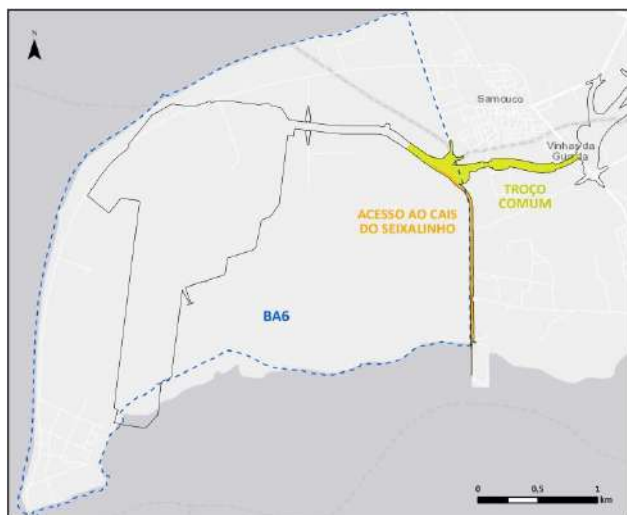 N
Samouco
Vinhas da
Guarda
TROÇO
COMUM
ACESSO AO CAIS
DO SEIXALINHO
BA6
0 0,5 1
km